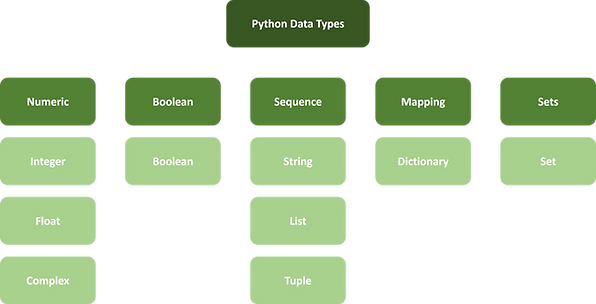 Python Data Types
Numeric
Boolean
Sequence
Mapping
Sets
Integer
Boolean
String
Dictionary
Set
Float
List
Complex
Tuple